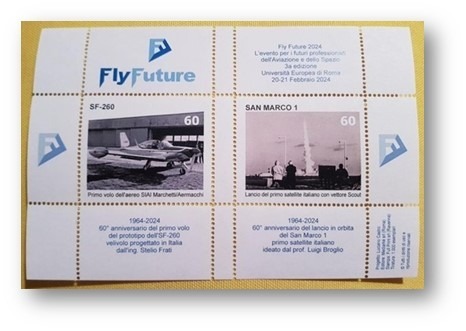 FlyFuture
Fly Future 2024
L'evento per i futuri professionisti
dell'Aviazione e dello Spazio
3a edizione
Università Europea di Roma
20-21 Febbraio 2024
SF-260
60
Primo volo dell'aereo SIAI Marchetti/Aermacchi
SAN MARCO 1
60
Lancio del primo satellite italiano con vettore Scout
1964-2024
60° anniversario del primo volo
del prototipo dell'SF-260
velivolo progettato in Italia
dall'ing. Stelio Frati
1964-2024
60° anniversario del lancio in orbita
del San Marco 1
primo satellite italiano
ideato dal prof. Luigi Broglio